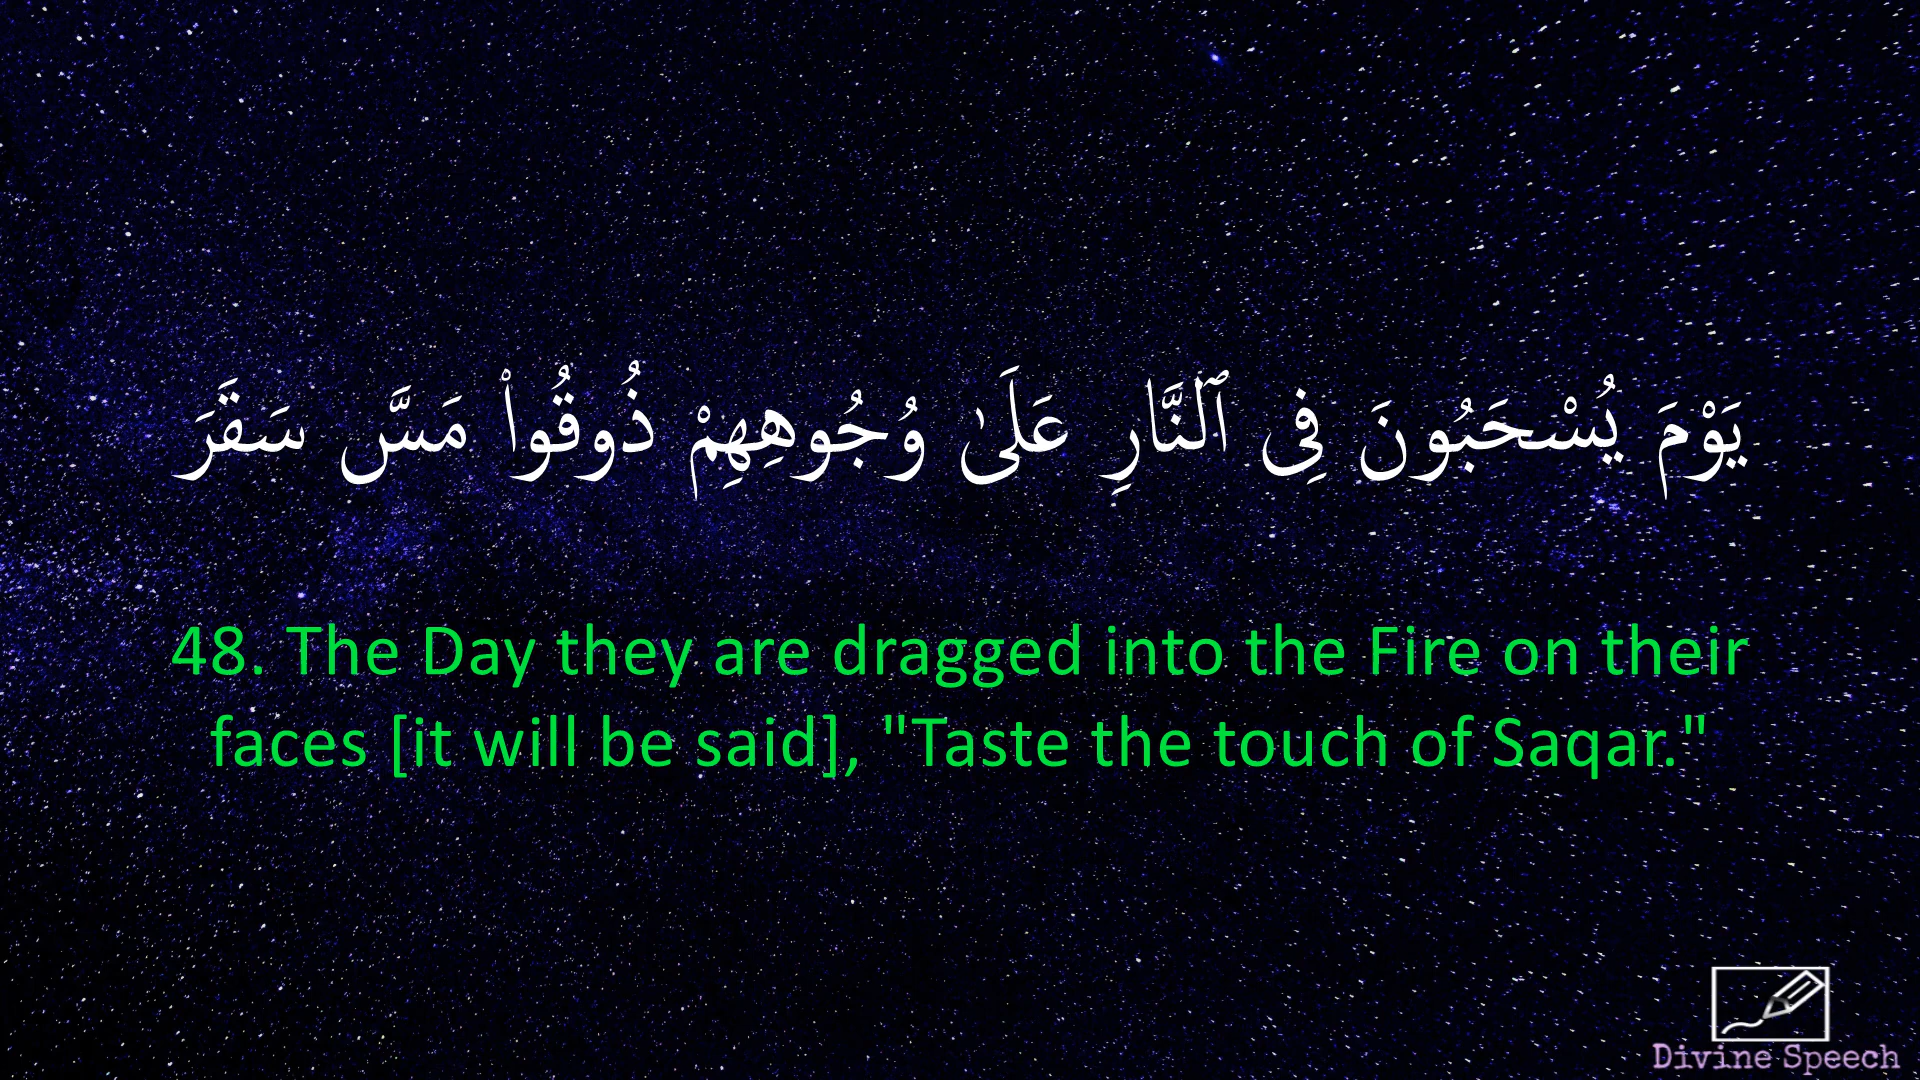 يَوْمَ يُسْحَبُونَ فِى ٱلنَّارِ عَلَىٰ وُجُوهِهِمْ ذُوقُوا۟ مَسَّ سَقَرَ
48. The Day they are dragged into the Fire on their
faces [it will be said], "Taste the touch of Saqar."
Divine Speech